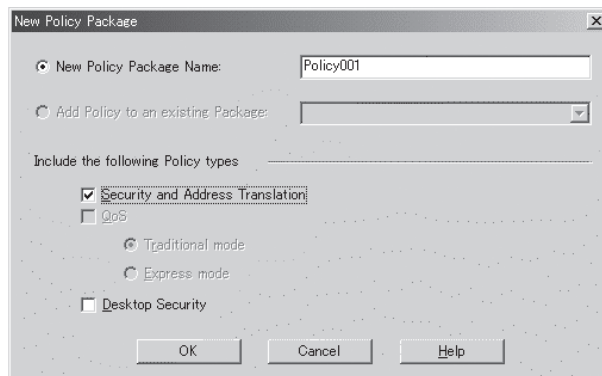 New Policy Package
New Policy Package Name: Policy001
Add Policy to an existing Package:
Include the following Policy types
Security and Address Translation
QoS
Traditional mode
Express mode
Desktop Security
OK Cancel Help